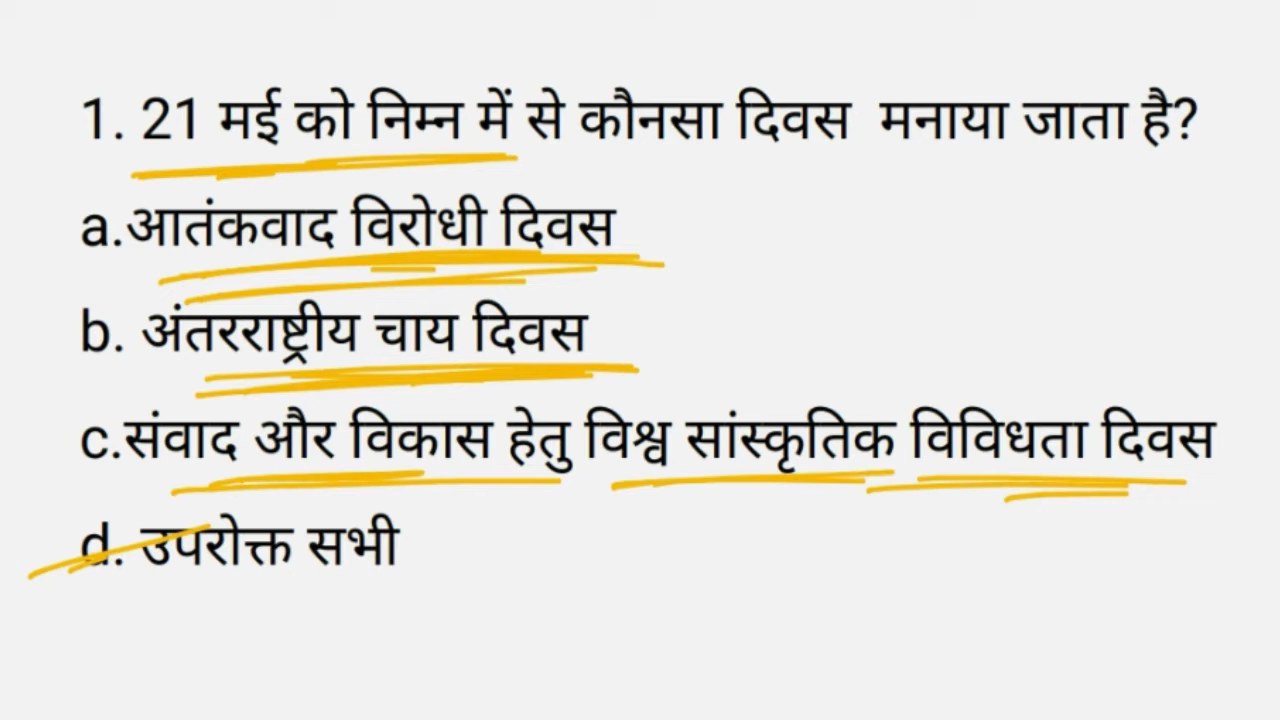 1. 21 मई को निम्न में से कौनसा दिवस मनाया जाता है?
a.आतंकवाद विरोधी दिवस
b. अंतरराष्ट्रीय चाय दिवस
c.संवाद और विकास हेतु विश्व सांस्कृतिक विविधता दिवस
d. उपरोक्त सभी